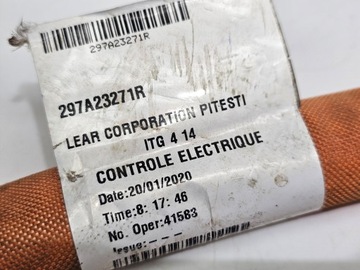 297A23271R
297A23271R
LEAR CORPORATION PITESTI
ITG 4 14
CONTROLE ELECTRIQUE
Date:20/01/2020
Time:8: 17: 46
No. Oper:41583
Issue: - - -